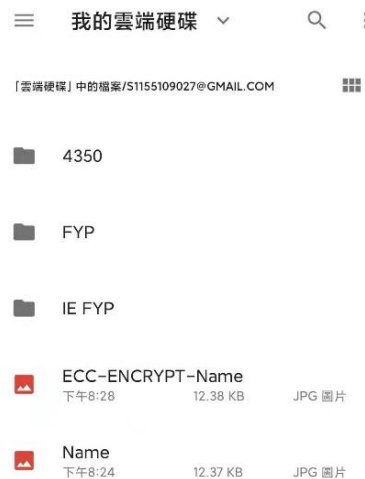 我的雲端硬碟
「雲端硬碟」中的檔案/S1155109027@GMAIL.COM
4350
FYP
IE FYP
ECC-ENCRYPT-Name
下午8:28 12.38 KB JPG 圖片
Name
下午8:24 12.37 KB JPG 圖片